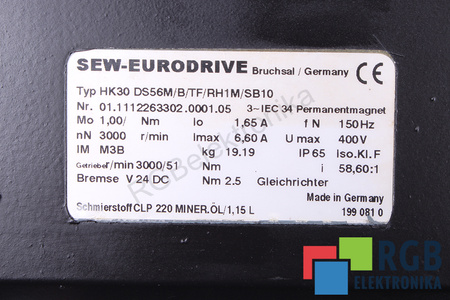 SEW-EURODRIVE Bruchsal / Germany CE
Typ HK30 DS56M/B/TF/RH1M/SB10
Nr. 01.1112263302.0001.05 3~IEC 34 Permanentmagnet
Mo 1,00/ Nm Io 1,65 A f N 150Hz
nN 3000 r/min Imax 6,60 A U max 400V
IM M3B kg 19.19 IP 65 Iso.Kl.F
Getriebe r/min 3000/51 Nm i 58,60:1
Bremse V 24 DC Nm 2.5 Gleichrichter
Made in Germany
Schmierstoff CLP 220 MINER.ÖL/1,15 L 199 081 0
RGBelektronika
RGB
ELEKTRONIKA